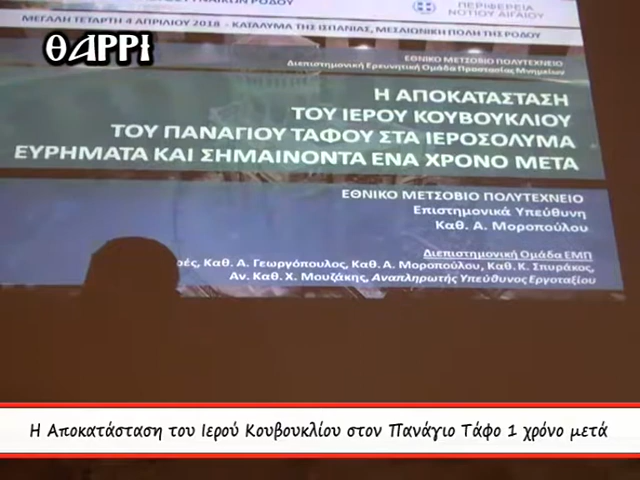 ΘΑΡΡΙ
ΡΟΔΟΥ
ΠΕΡΙΦΕΡΕΙΑ
ΝΟΤΙΟΥ ΑΙΓΑΙΟΥ
ΜΕΓΑΛΗ ΤΕΤΑΡΤΗ 4 ΑΠΡΙΛΙΟΥ 2018 - ΚΑΤΑΛΥΜΑ ΤΗΣ ΙΣΠΑΝΙΑΣ, ΜΕΣΑΙΩΝΙΚΗ ΠΟΛΗ ΤΗΣ ΡΟΔΟΥ
ΕΘΝΙΚΟ ΜΕΤΣΟΒΙΟ ΠΟΛΥΤΕΧΝΕΙΟ
Διεπιστημονική Ερευνητική Ομάδα Προστασίας Μνημείων
Η ΑΠΟΚΑΤΑΣΤΑΣΗ
ΤΟΥ ΙΕΡΟΥ ΚΟΥΒΟΥΚΛΙΟΥ
ΤΟΥ ΠΑΝΑΓΙΟΥ ΤΑΦΟΥ ΣΤΑ ΙΕΡΟΣΟΛΥΜΑ
ΕΥΡΗΜΑΤΑ ΚΑΙ ΣΗΜΑΙΝΟΝΤΑ ΕΝΑ ΧΡΟΝΟ ΜΕΤΑ
ΕΘΝΙΚΟ ΜΕΤΣΟΒΙΟ ΠΟΛΥΤΕΧΝΕΙΟ
Επιστημονικά Υπεύθυνη
Καθ. Α. Μοροπούλου
Διεπιστημονική Ομάδα ΕΜΠ
Καθ. Α. Γεωργόπουλος, Καθ. Α. Μοροπούλου, Καθ. Κ. Σπυράκος,
Αν. Καθ. Χ. Μουζάκης, Αναπληρωτής Υπεύθυνος Εργοταξίου
Η Αποκατάσταση του Ιερού Κουβουκλίου στον Πανάγιο Τάφο 1 χρόνο μετά